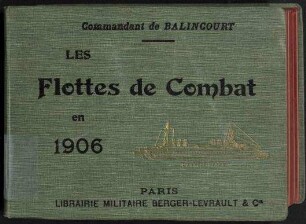 Commandant de BALINCOURT
LES
Flottes de Combat
en
1906
PARIS
LIBRAIRIE MILITAIRE BERGER-LEVRAULT & Cie